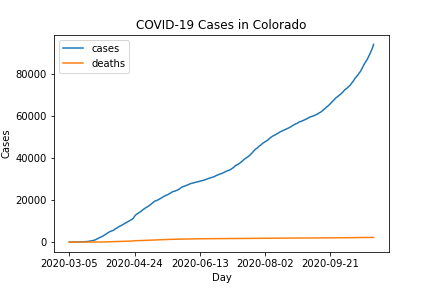 COVID-19 Cases in Colorado
cases
deaths
80000
60000
40000
20000
0
Cases
2020-03-05 2020-04-24 2020-06-13 2020-08-02 2020-09-21
Day